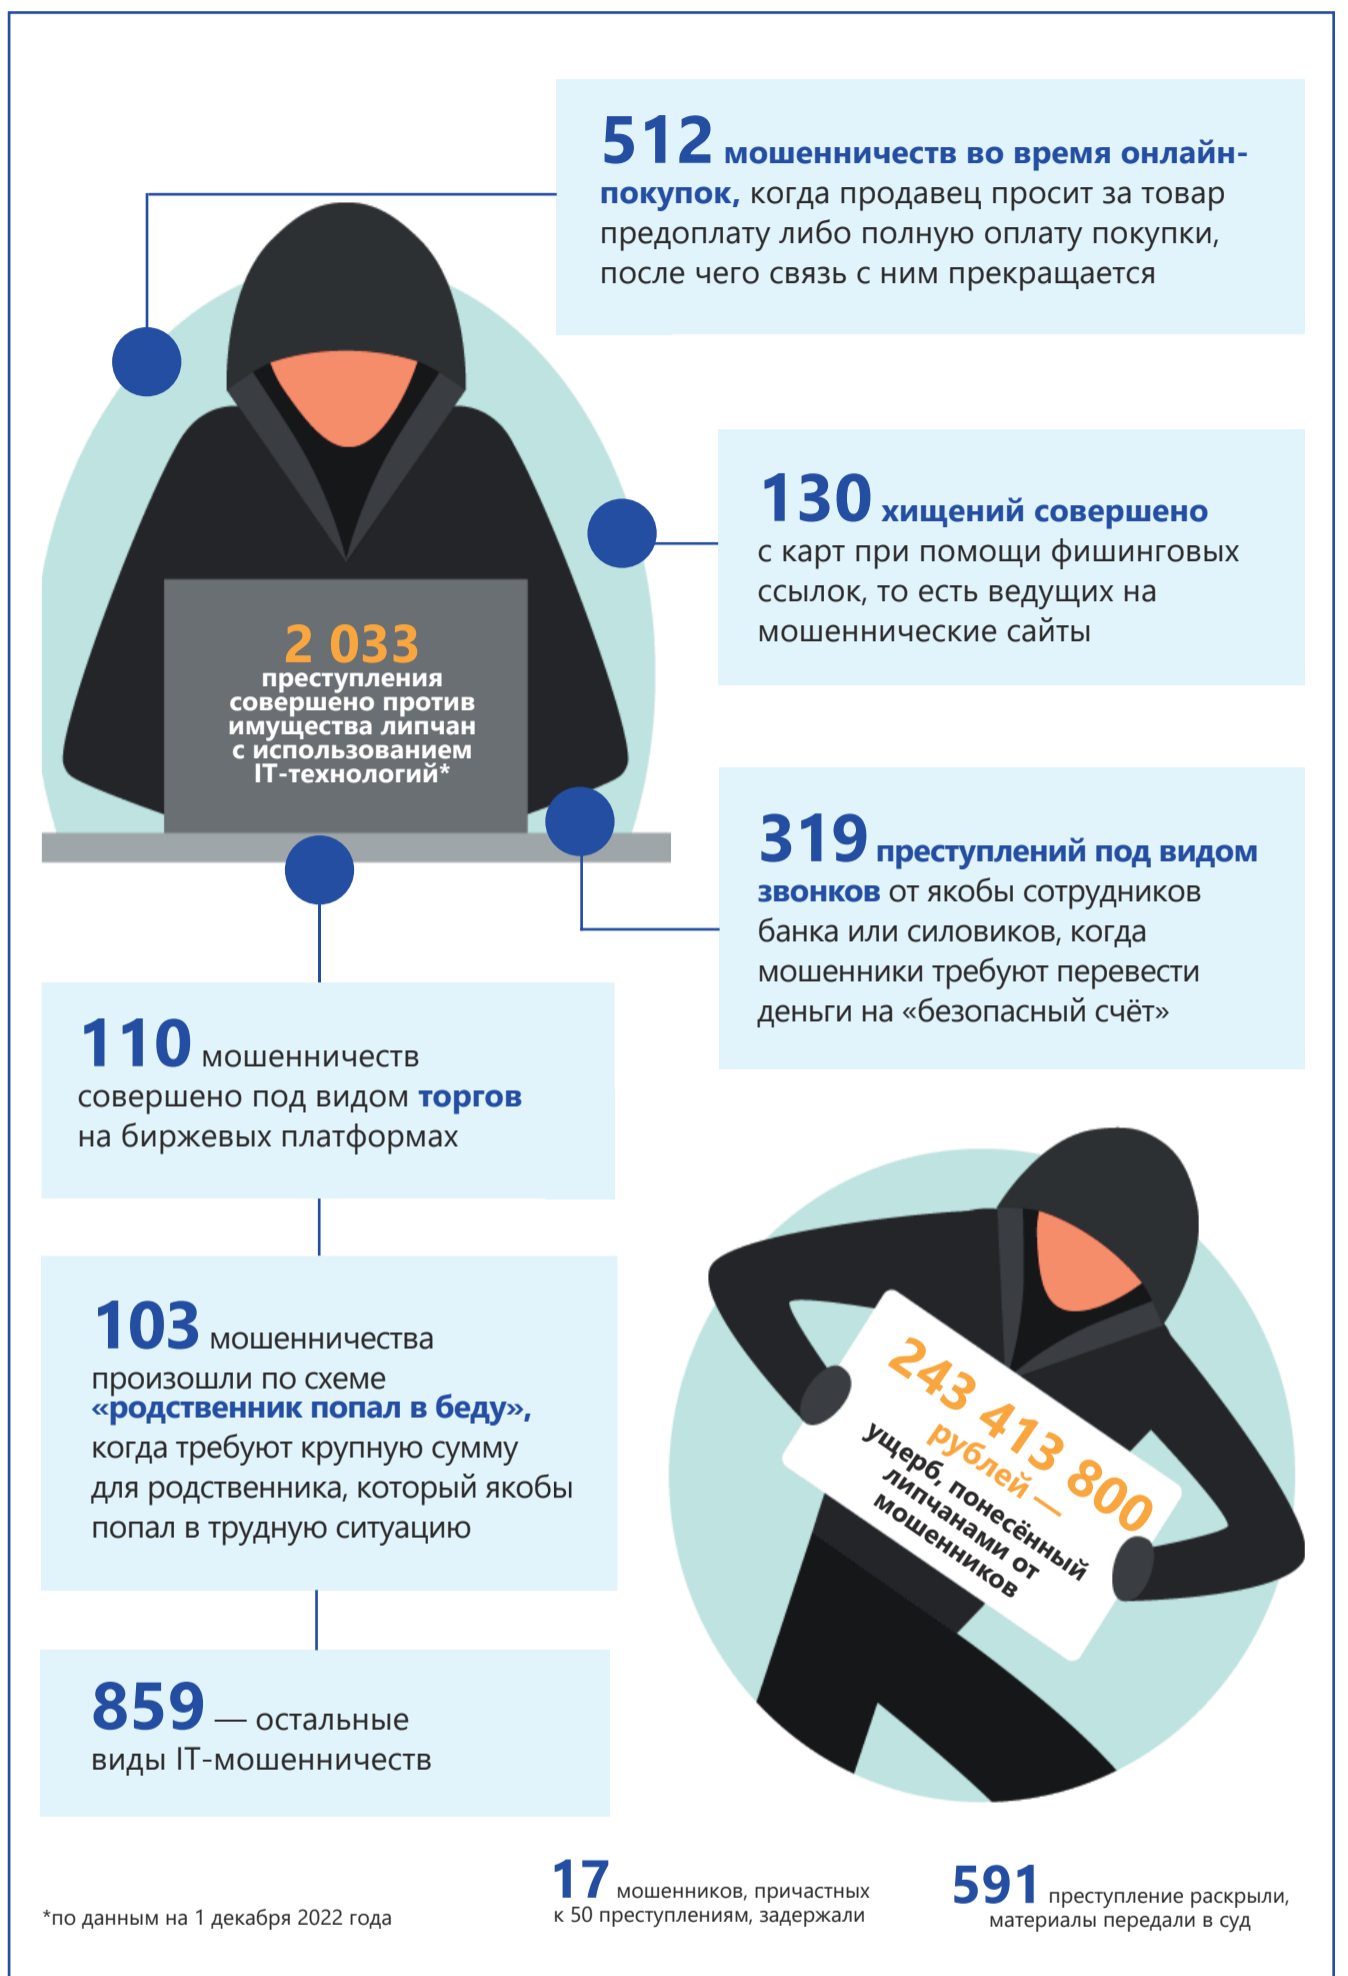 512 мошенничеств во время онлайн-
покупок, когда продавец просит за товар
предоплату либо полную оплату покупки,
после чего связь с ним прекращается
130 хищений совершено
с карт при помощи фишинговых
ссылок, то есть ведущих на
мошеннические сайты
2 033
преступления
совершено против
имущества липчан
с использованием
IT-технологий*
319 преступлений под видом
звонков от якобы сотрудников
банка или силовиков, когда
мошенники требуют перевести
деньги на «безопасный счёт»
110 мошенничеств
совершено под видом торгов
на биржевых платформах
103 мошенничества
произошли по схеме
«родственник попал в беду»,
когда требуют крупную сумму
для родственника, который якобы
попал в трудную ситуацию
243 413 800
рублей —
ущерб, понесённый
липчанами от
мошенников
859 — остальные
виды IT-мошенничеств
*по данным на 1 декабря 2022 года
17 мошенников, причастных
к 50 преступлениям, задержали
591 преступление раскрыли,
материалы передали в суд